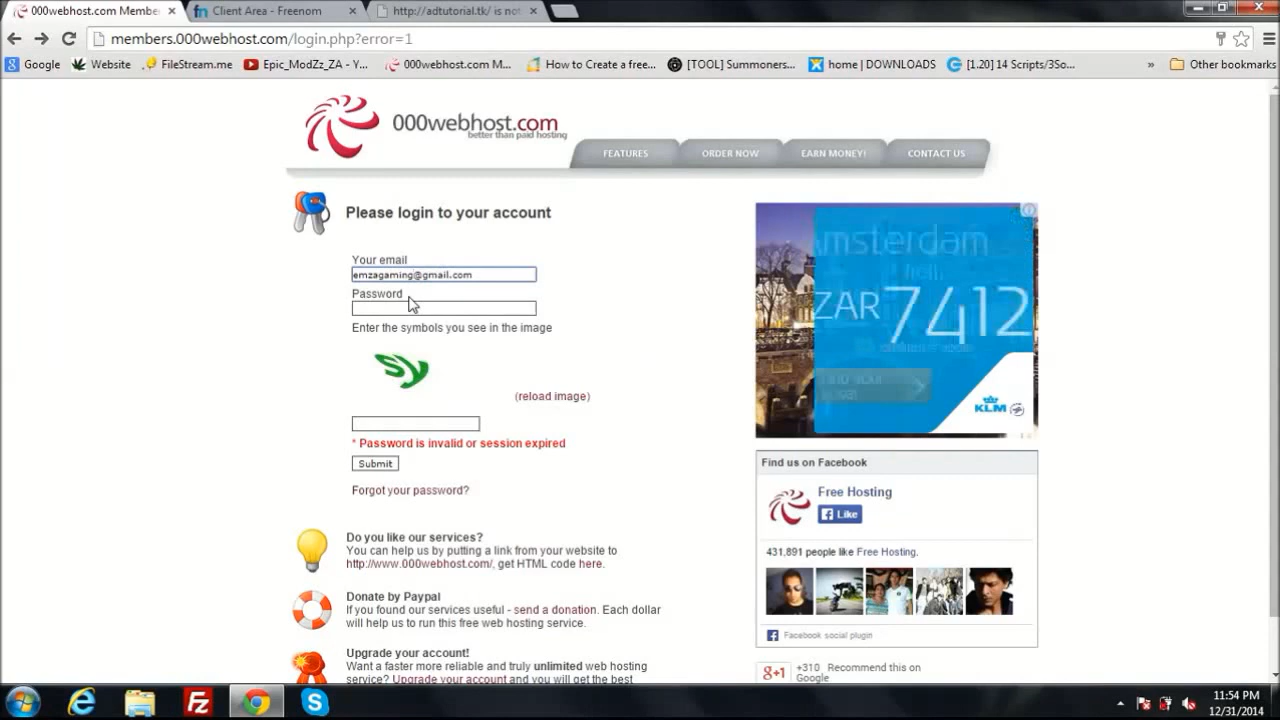 000webhost.com Membe
Client Area - Freenom
http://adtutorial.tk/ is not
members.000webhost.com/login.php?error=1
Google
Website
FileStream.me
Epic_ModZz_ZA - Y...
000webhost.com M...
How to Create a free...
[TOOL] Summoners...
home | DOWNLOADS
[1.20] 14 Scripts/3So...
»
Other bookmarks
000webhost.com
better than paid hosting
FEATURES
ORDER NOW
EARN MONEY!
CONTACT US
Please login to your account
Your email
emzagaming@gmail.com
Password
Enter the symbols you see in the image
sy
(reload image)
* Password is invalid or session expired
Submit
Forgot your password?
Amsterdam
ZAR 7412
KLM
Find us on Facebook
Free Hosting
Like
431,891 people like Free Hosting.
Facebook social plugin
g+1
+310 Recommend this on
Google
Do you like our services?
You can help us by putting a link from your website to
http://www.000webhost.com/, get HTML code here.
Donate by Paypal
If you found our services useful - send a donation. Each dollar
will help us to run this free web hosting service.
Upgrade your account!
Want a faster more reliable and truly unlimited web hosting
service? Upgrade your account and you will get the best
11:54 PM
12/31/2014